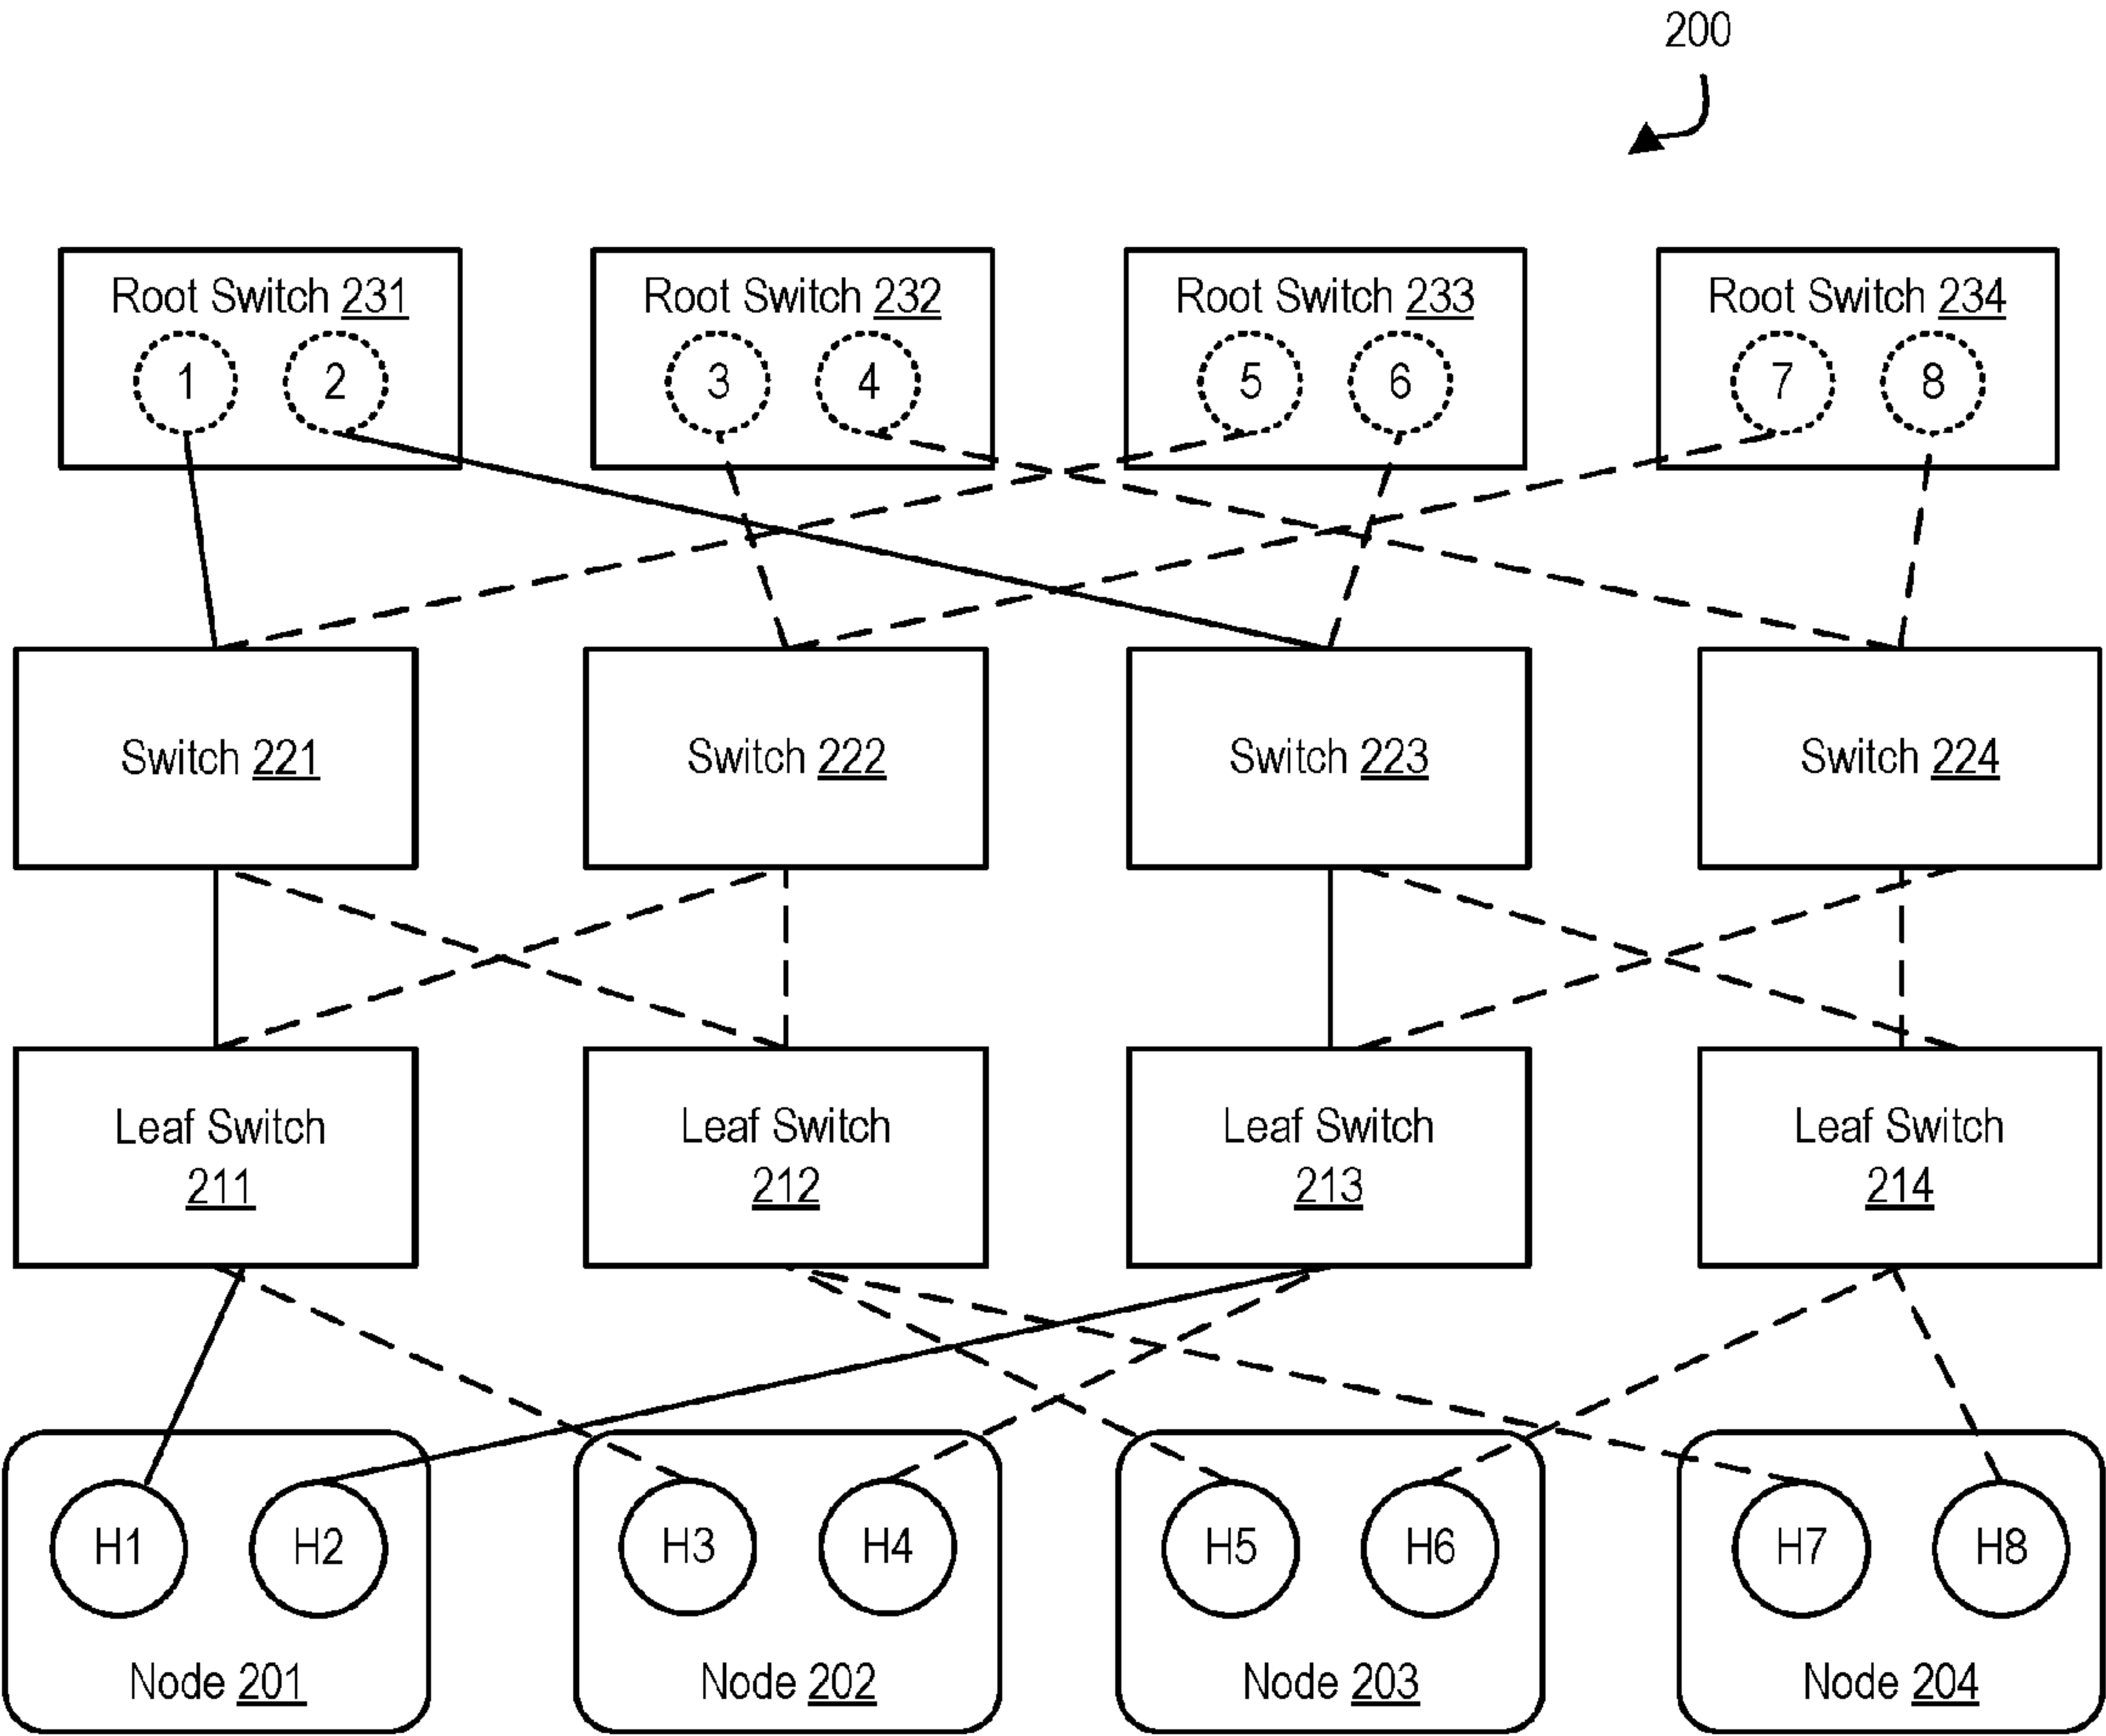 200
Root Switch 231
1 2
Root Switch 232
3 4
Root Switch 233
5 6
Root Switch 234
7 8
Switch 221
Switch 222
Switch 223
Switch 224
Leaf Switch
211
Leaf Switch
212
Leaf Switch
213
Leaf Switch
214
H1 H2
Node 201
H3 H4
Node 202
H5 H6
Node 203
H7 H8
Node 204